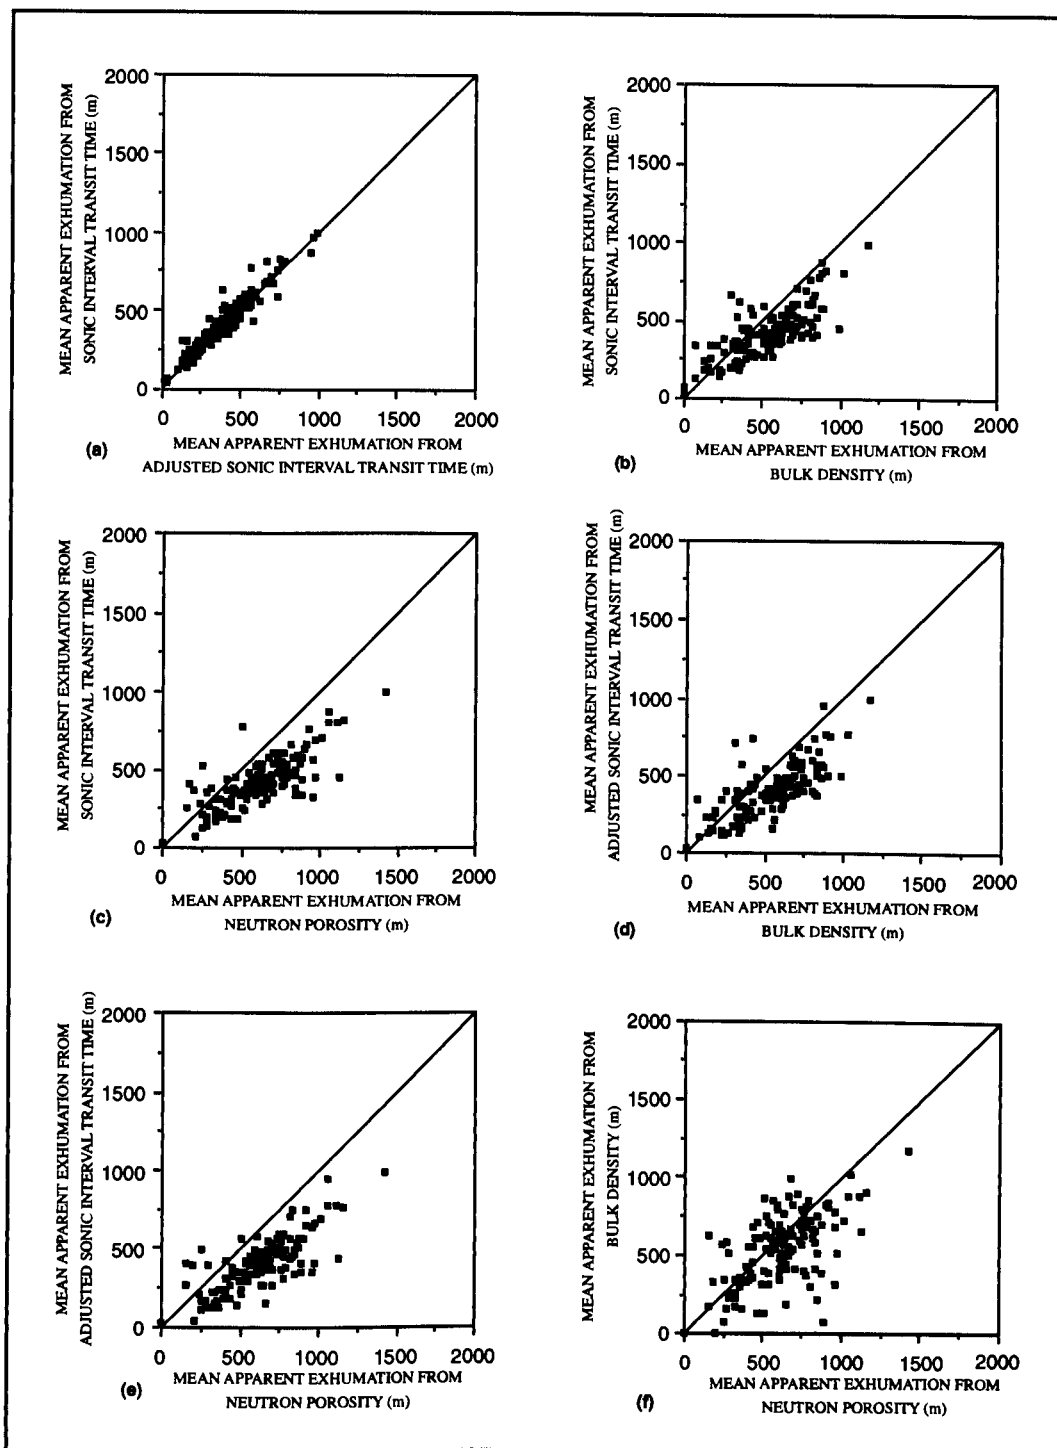 2000
1500
1000
500
0
MEAN APPARENT EXHUMATION FROM
SONIC INTERVAL TRANSIT TIME (m)
0 500 1000 1500 2000
(a)
MEAN APPARENT EXHUMATION FROM
ADJUSTED SONIC INTERVAL TRANSIT TIME (m)
2000
1500
1000
500
0
MEAN APPARENT EXHUMATION FROM
SONIC INTERVAL TRANSIT TIME (m)
0 500 1000 1500 2000
(b)
MEAN APPARENT EXHUMATION FROM
BULK DENSITY (m)
2000
1500
1000
500
0
MEAN APPARENT EXHUMATION FROM
SONIC INTERVAL TRANSIT TIME (m)
0 500 1000 1500 2000
(c)
MEAN APPARENT EXHUMATION FROM
NEUTRON POROSITY (m)
2000
1500
1000
500
0
MEAN APPARENT EXHUMATION FROM
ADJUSTED SONIC INTERVAL TRANSIT TIME (m)
0 500 1000 1500 2000
(d)
MEAN APPARENT EXHUMATION FROM
BULK DENSITY (m)
2000
1500
1000
500
0
MEAN APPARENT EXHUMATION FROM
ADJUSTED SONIC INTERVAL TRANSIT TIME (m)
0 500 1000 1500 2000
(e)
MEAN APPARENT EXHUMATION FROM
NEUTRON POROSITY (m)
2000
1500
1000
500
0
MEAN APPARENT EXHUMATION FROM
BULK DENSITY (m)
0 500 1000 1500 2000
(f)
MEAN APPARENT EXHUMATION FROM
NEUTRON POROSITY (m)